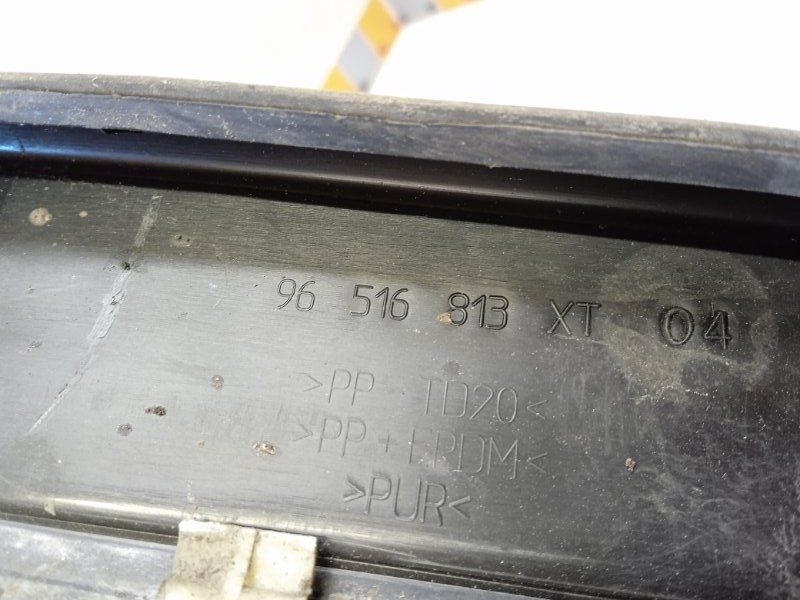 96 516 813 XT 04
>PP TD20<
>PP+EPDM<
>PUR<